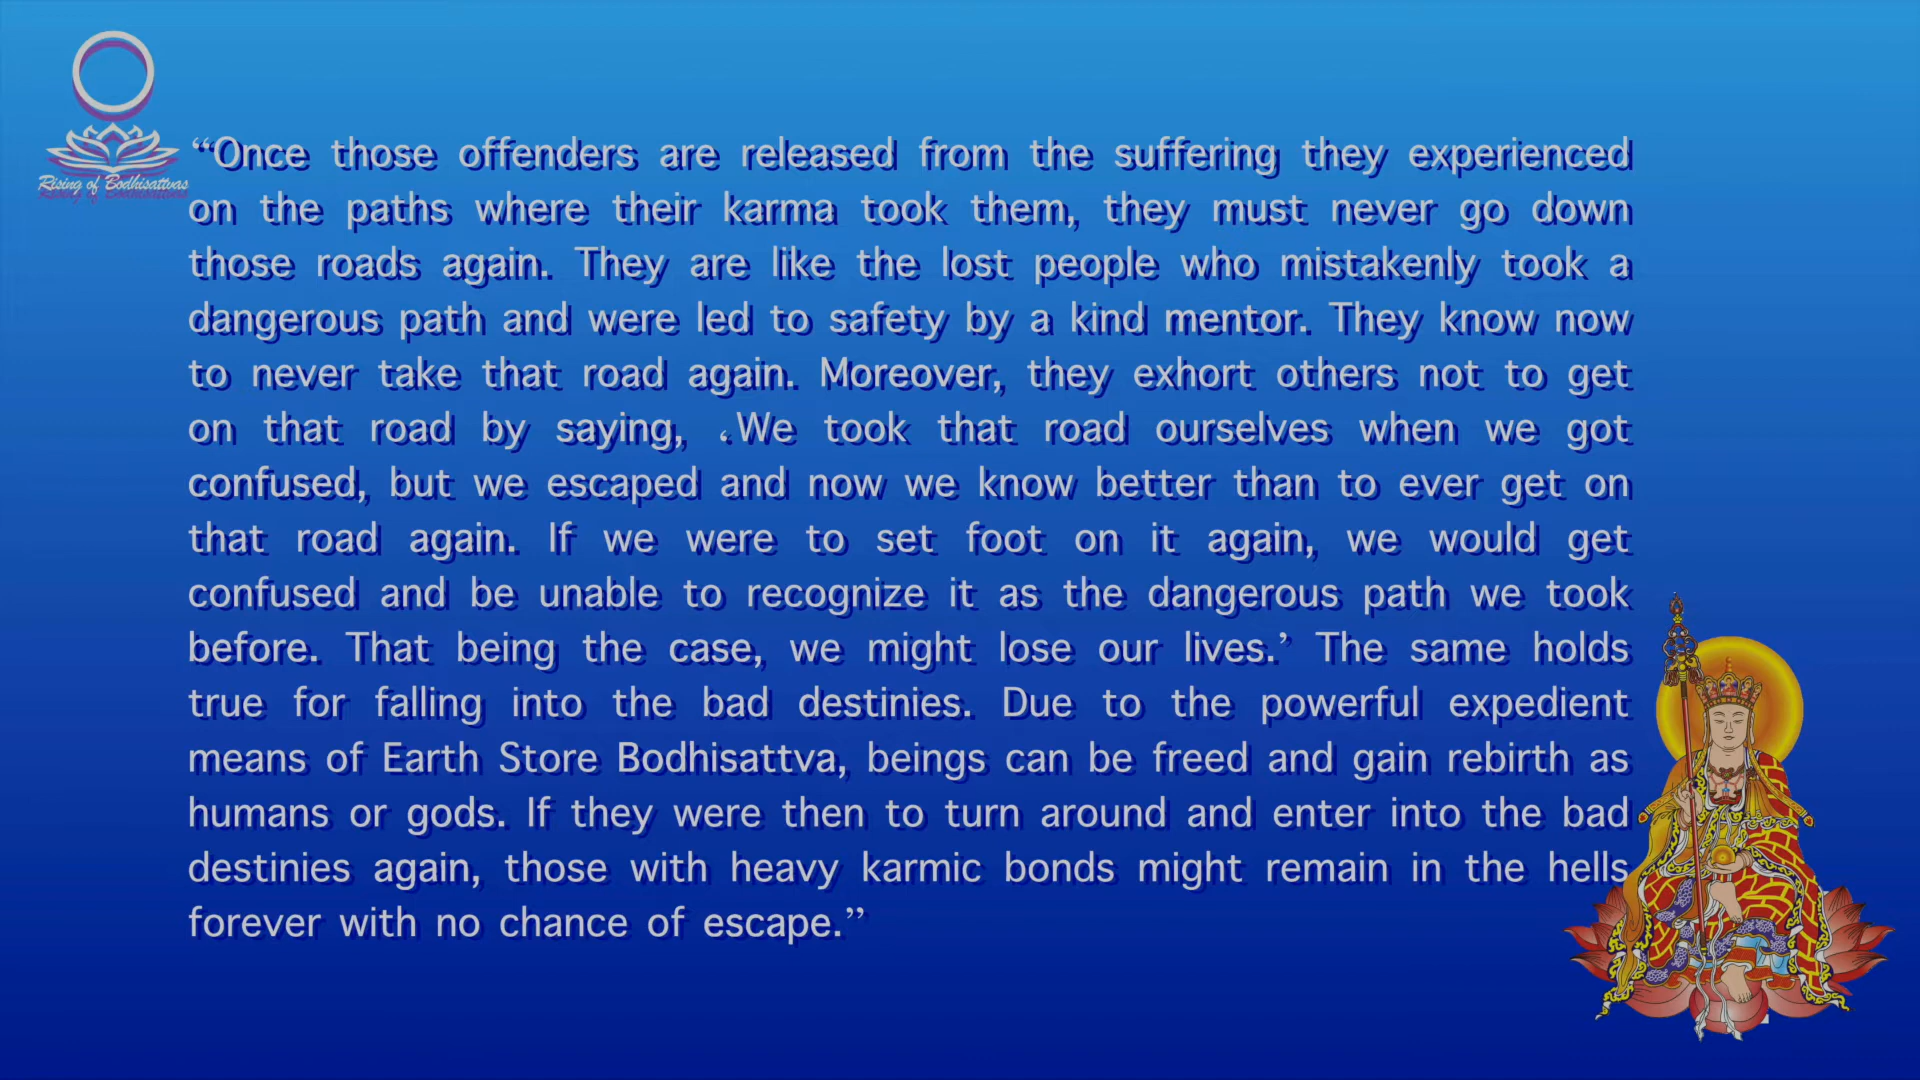 Rising of Bodhisattvas
“Once those offenders are released from the suffering they experienced
on the paths where their karma took them, they must never go down
those roads again. They are like the lost people who mistakenly took a
dangerous path and were led to safety by a kind mentor. They know now
to never take that road again. Moreover, they exhort others not to get
on that road by saying, ‘We took that road ourselves when we got
confused, but we escaped and now we know better than to ever get on
that road again. If we were to set foot on it again, we would get
confused and be unable to recognize it as the dangerous path we took
before. That being the case, we might lose our lives.’ The same holds
true for falling into the bad destinies. Due to the powerful expedient
means of Earth Store Bodhisattva, beings can be freed and gain rebirth as
humans or gods. If they were then to turn around and enter into the bad
destinies again, those with heavy karmic bonds might remain in the hells
forever with no chance of escape.”